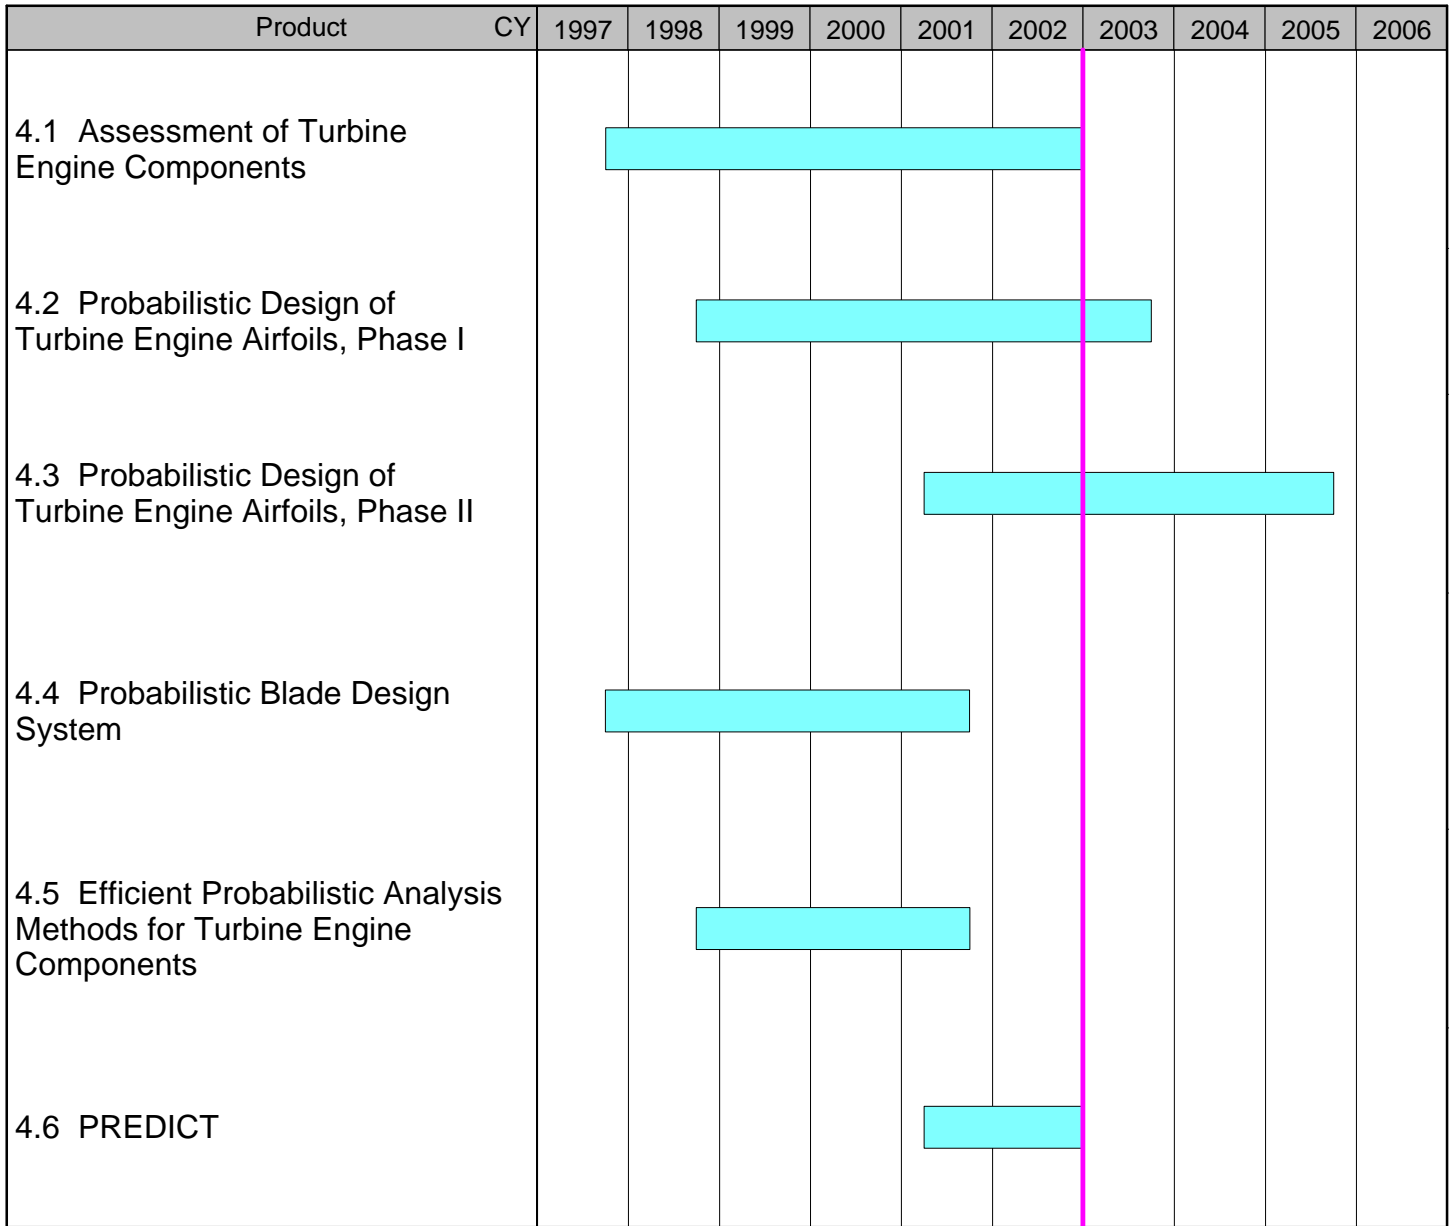 Product CY 1997 1998 1999 2000 2001 2002 2003 2004 2005 2006
4.1 Assessment of Turbine
Engine Components
4.2 Probabilistic Design of
Turbine Engine Airfoils, Phase I
4.3 Probabilistic Design of
Turbine Engine Airfoils, Phase II
4.4 Probabilistic Blade Design
System
4.5 Efficient Probabilistic Analysis
Methods for Turbine Engine
Components
4.6 PREDICT